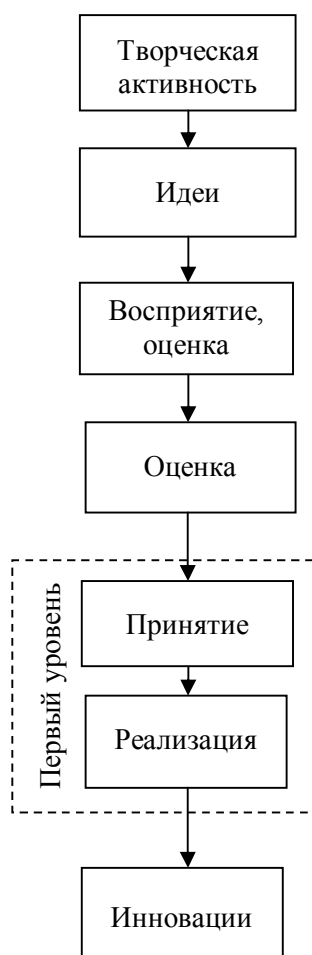 Творческая
активность
Идеи
Восприятие,
оценка
Оценка
Первый уровень
Принятие
Реализация
Инновации